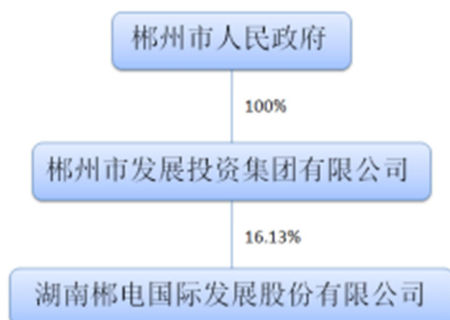 郴州市人民政府
100%
郴州市发展投资集团有限公司
16.13%
湖南郴电国际发展股份有限公司